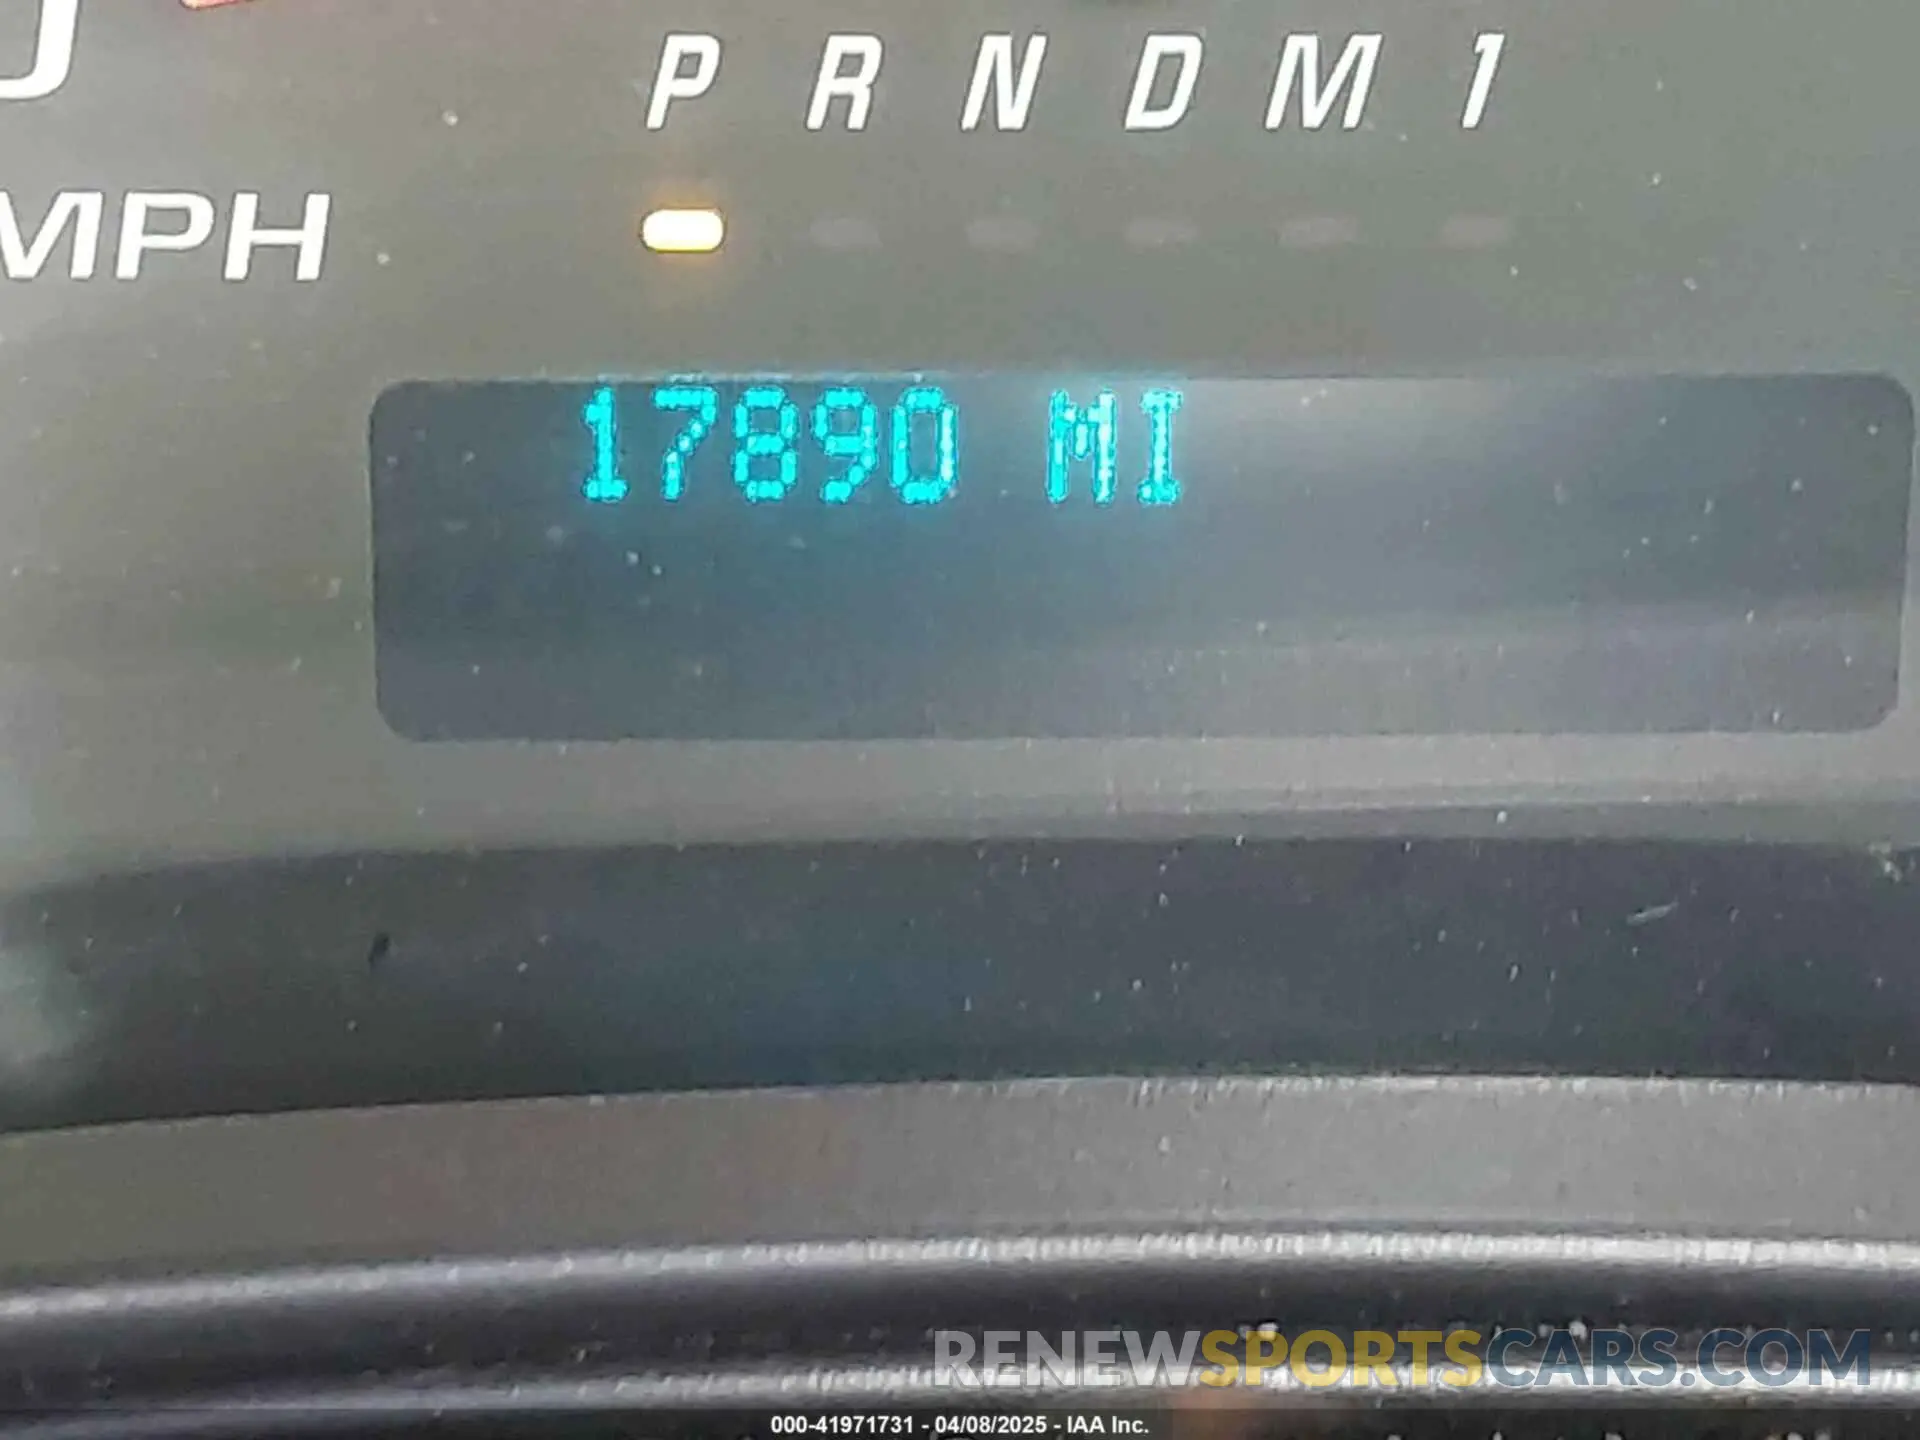 P R N D M 1
MPH
17890 MI
RENEWSPORTSCARS.COM
000-41971731 - 04/08/2025 - IAA Inc.